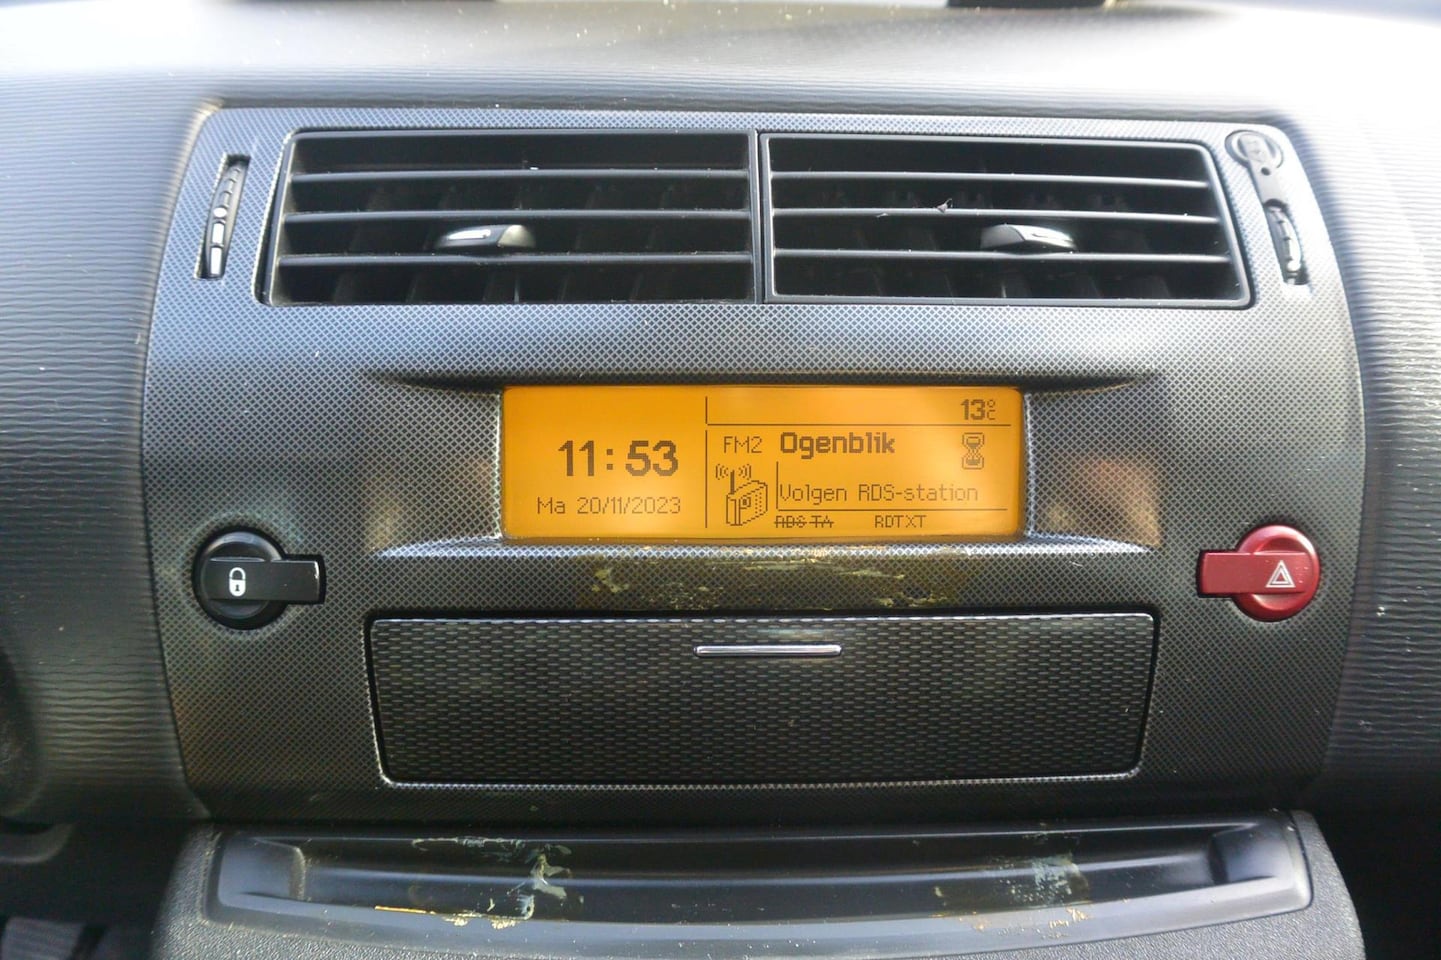 13°C
11:53
FM2 Ogenblik
Ma 20/11/2023
Volgen RDS-station
RDS TA RDTXT